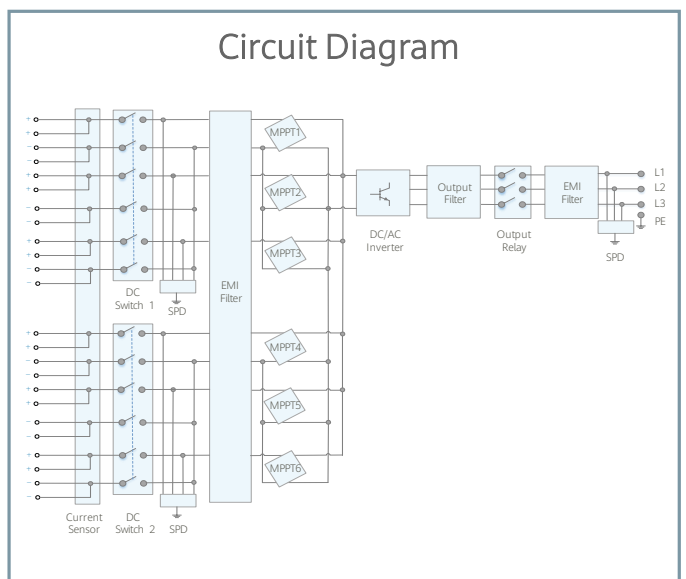 Circuit Diagram
+
+
–
–
+
+
–
–
+
+
–
–
DC
Switch 1
SPD
EMI
Filter
MPPT1
MPPT2
MPPT3
DC/AC
Inverter
Output
Filter
Output
Relay
EMI
Filter
L1
L2
L3
PE
SPD
+
+
–
–
+
+
–
–
+
+
–
–
MPPT4
MPPT5
MPPT6
Current
Sensor
DC
Switch 2
SPD